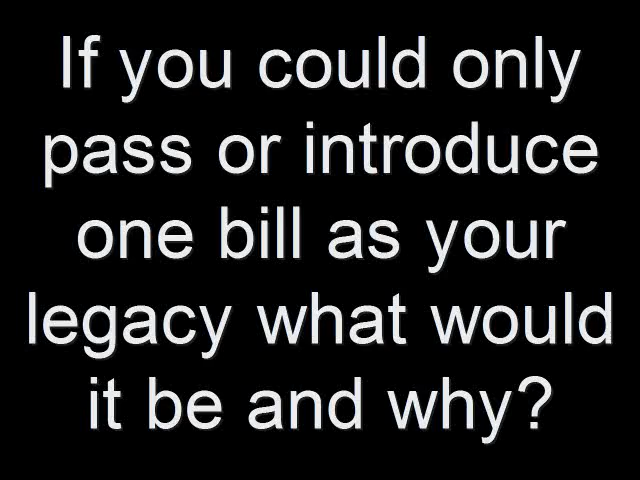 If you could only
pass or introduce
one bill as your
legacy what would
it be and why?